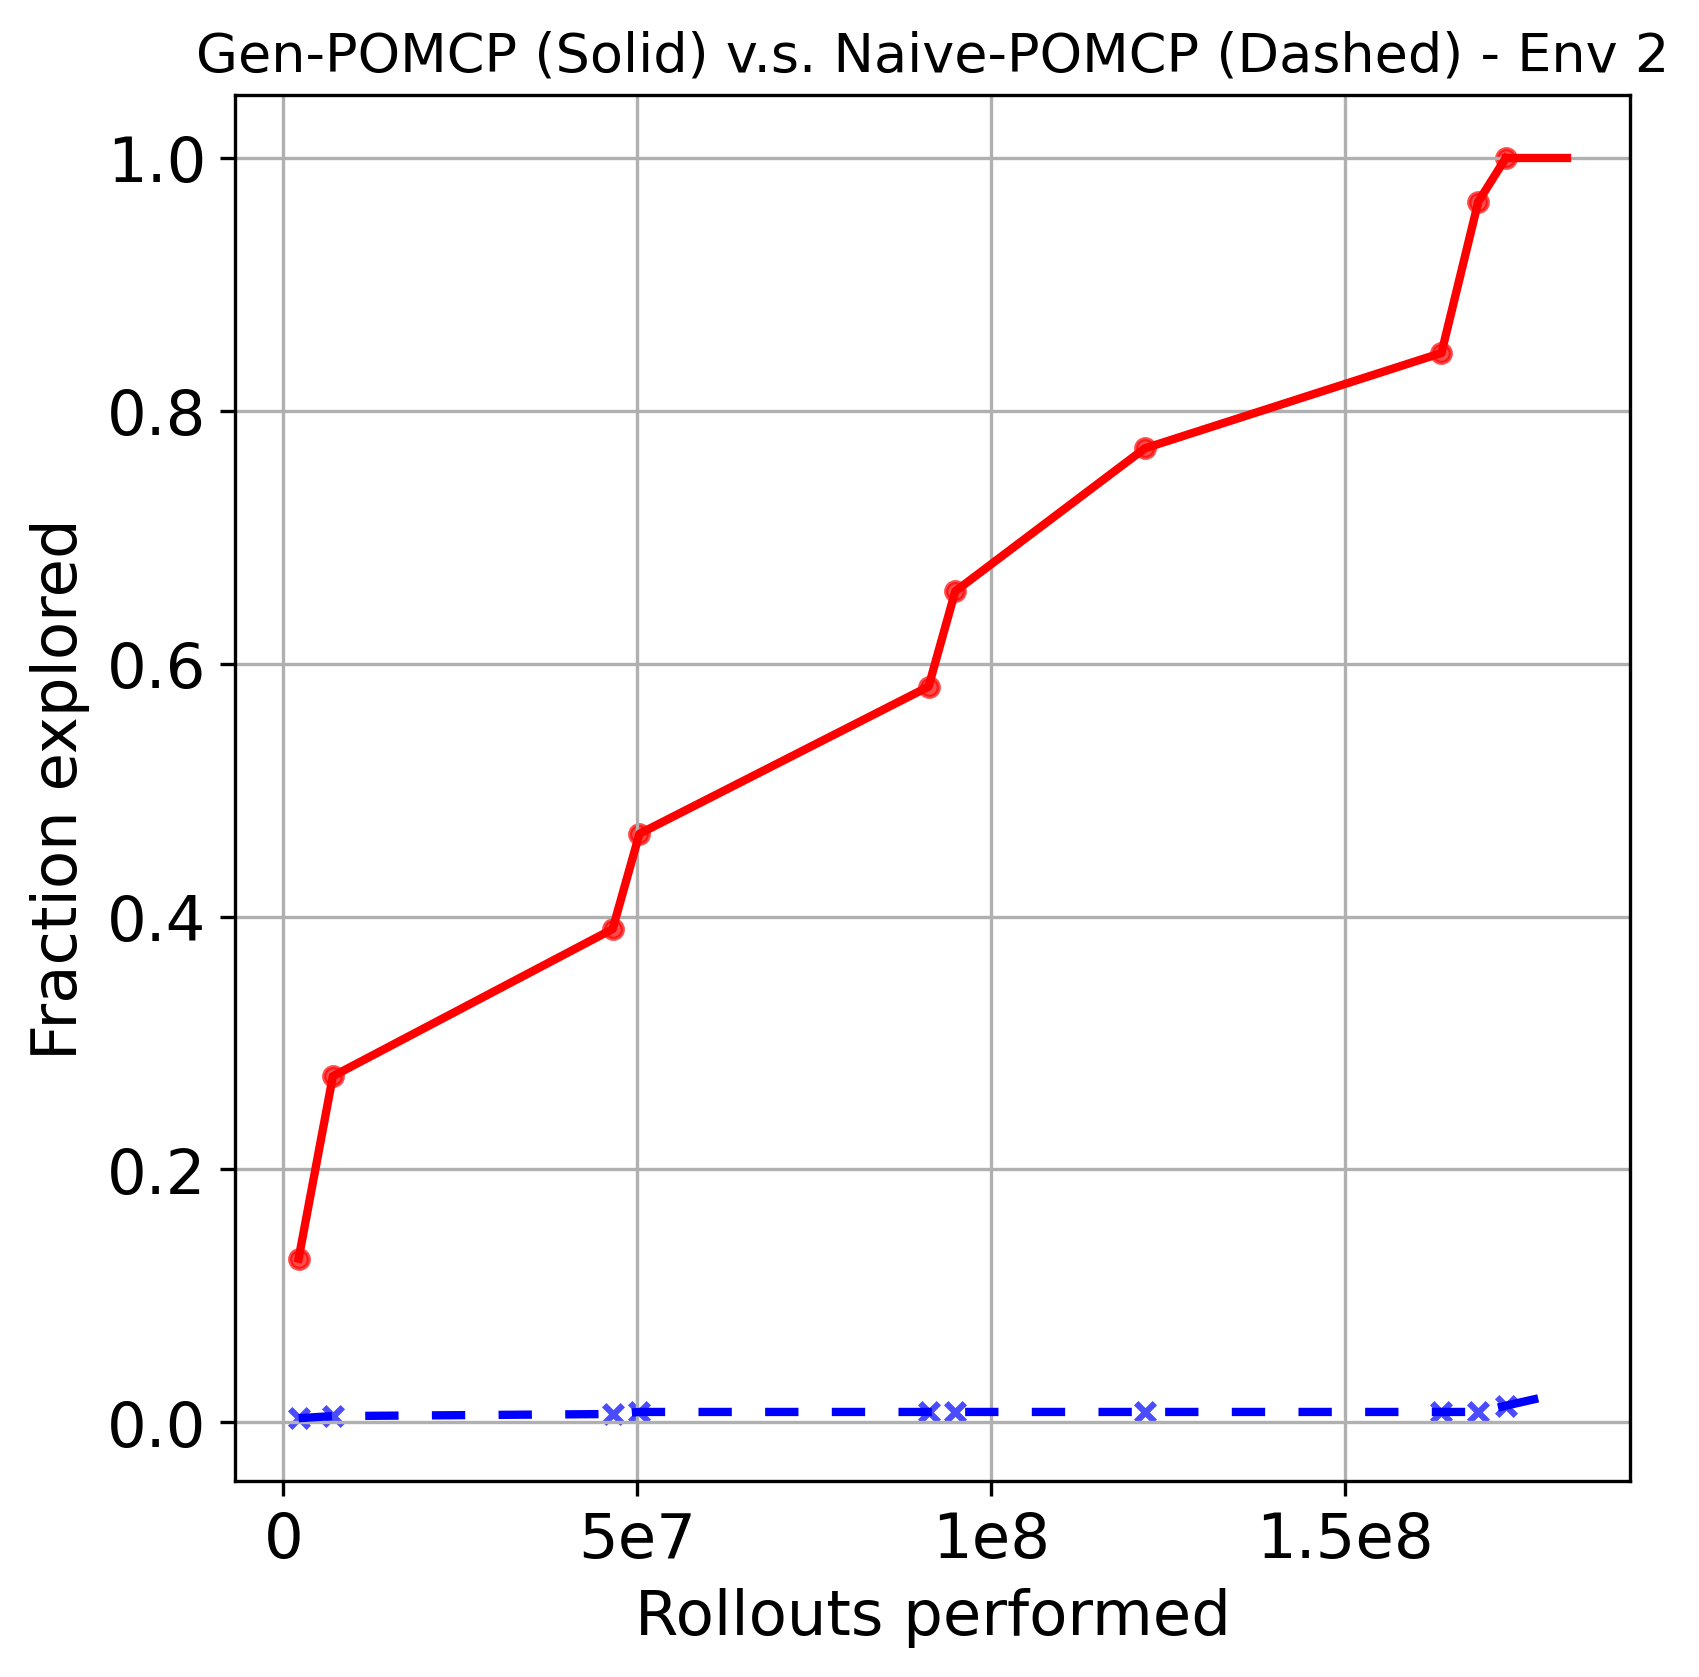 Gen-POMCP (Solid) v.s. Naive-POMCP (Dashed) - Env 2
1.0
0.8
0.6
0.4
0.2
0.0
Fraction explored
0 5e7 1e8 1.5e8
Rollouts performed